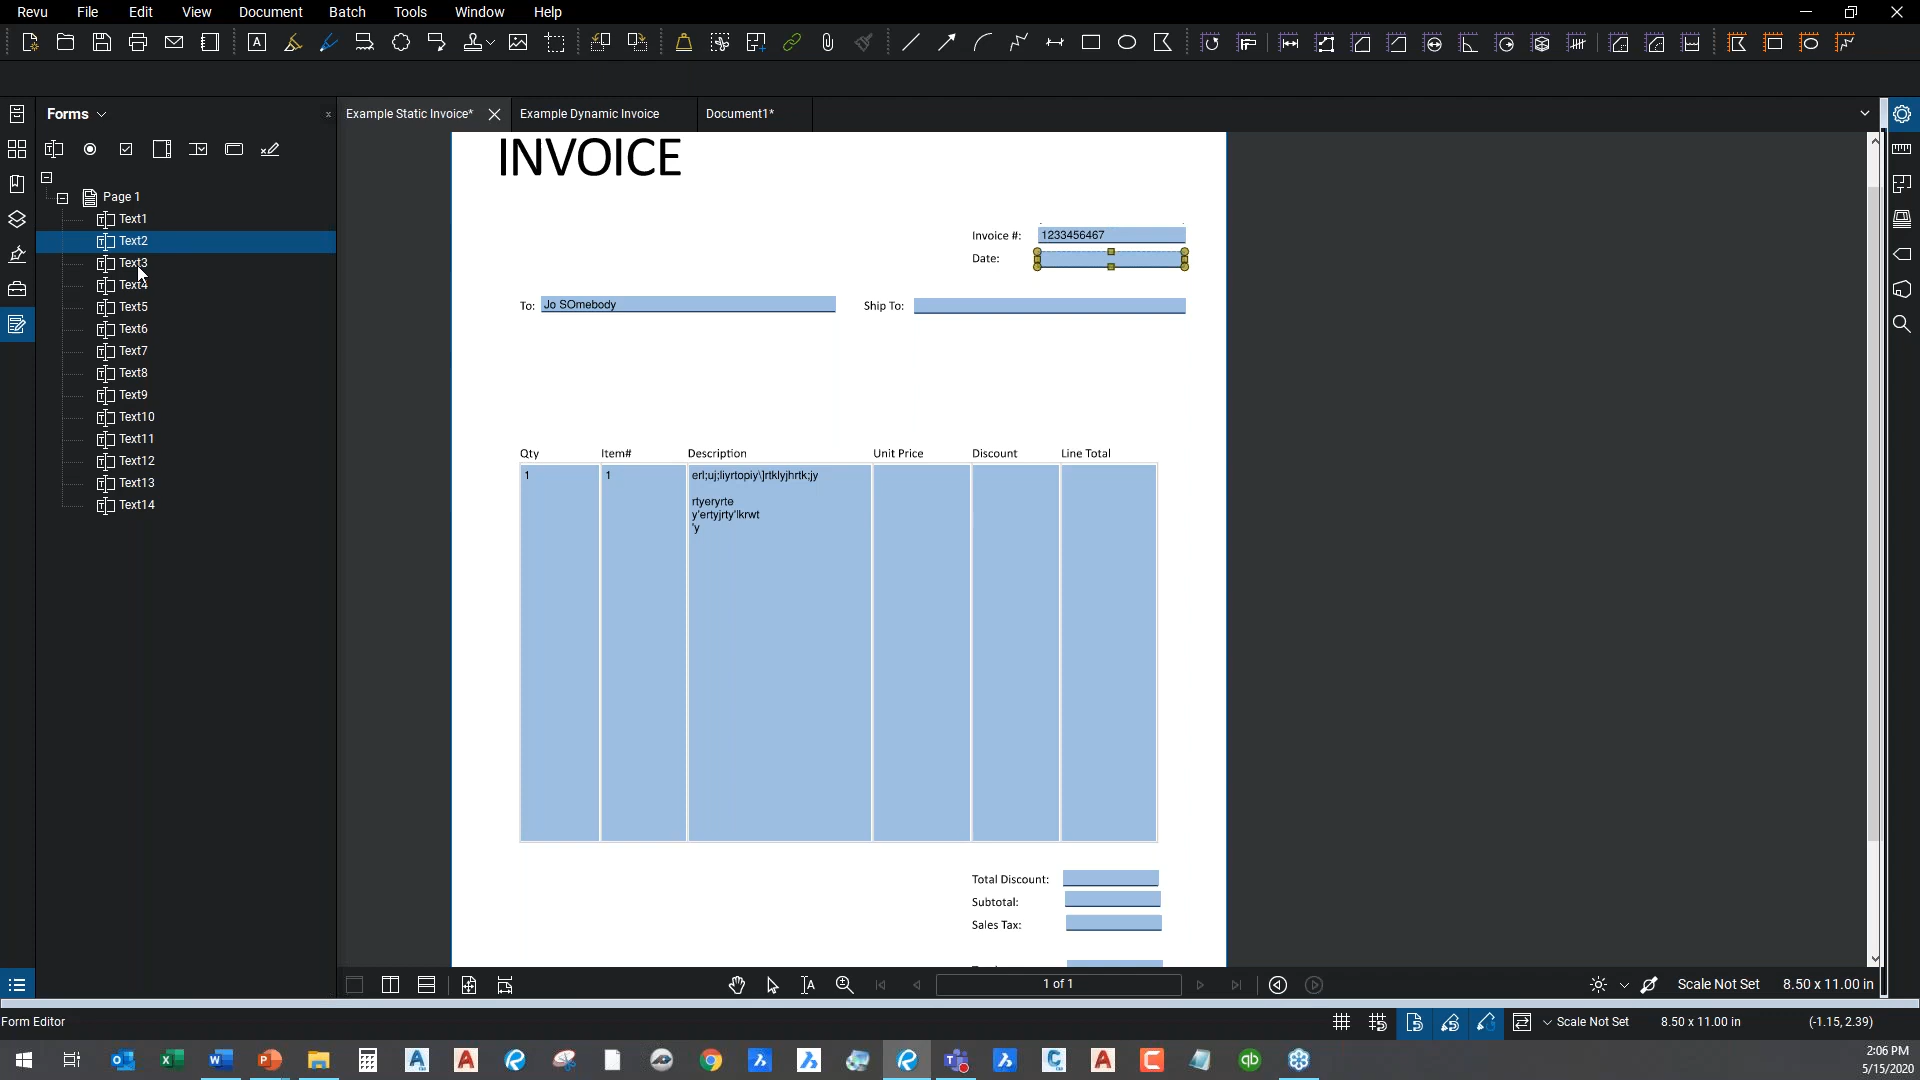 Revu File Edit View Document Batch Tools Window Help
Forms
Example Static Invoice* Example Dynamic Invoice Document1*
Page 1
Text1
Text2
Text3
Text4
Text5
Text6
Text7
Text8
Text9
Text10
Text11
Text12
Text13
Text14
INVOICE
Invoice #: 1233456467
Date:
To: Jo SOmebody Ship To:
Qty Item# Description Unit Price Discount Line Total
1 1 erl;uj;liyrtopiy\]rtklyjhrtk;jy
rtyeryrte
y'ertyjrty'lkrwt
'y
Total Discount:
Subtotal:
Sales Tax:
1 of 1
Scale Not Set 8.50 x 11.00 in
Form Editor
Scale Not Set 8.50 x 11.00 in (-1.15, 2.39)
2:06 PM
5/15/2020